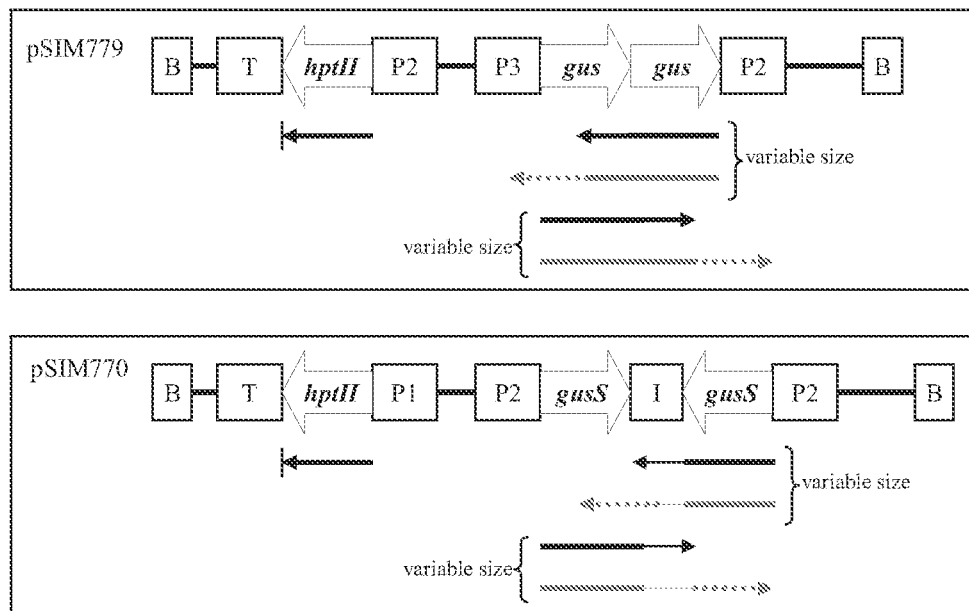 pSIM779
B T hptII P2 P3 gus gus P2 B
variable size
variable size
pSIM770
B T hptII P1 P2 gusS I gusS P2 B
variable size
variable size